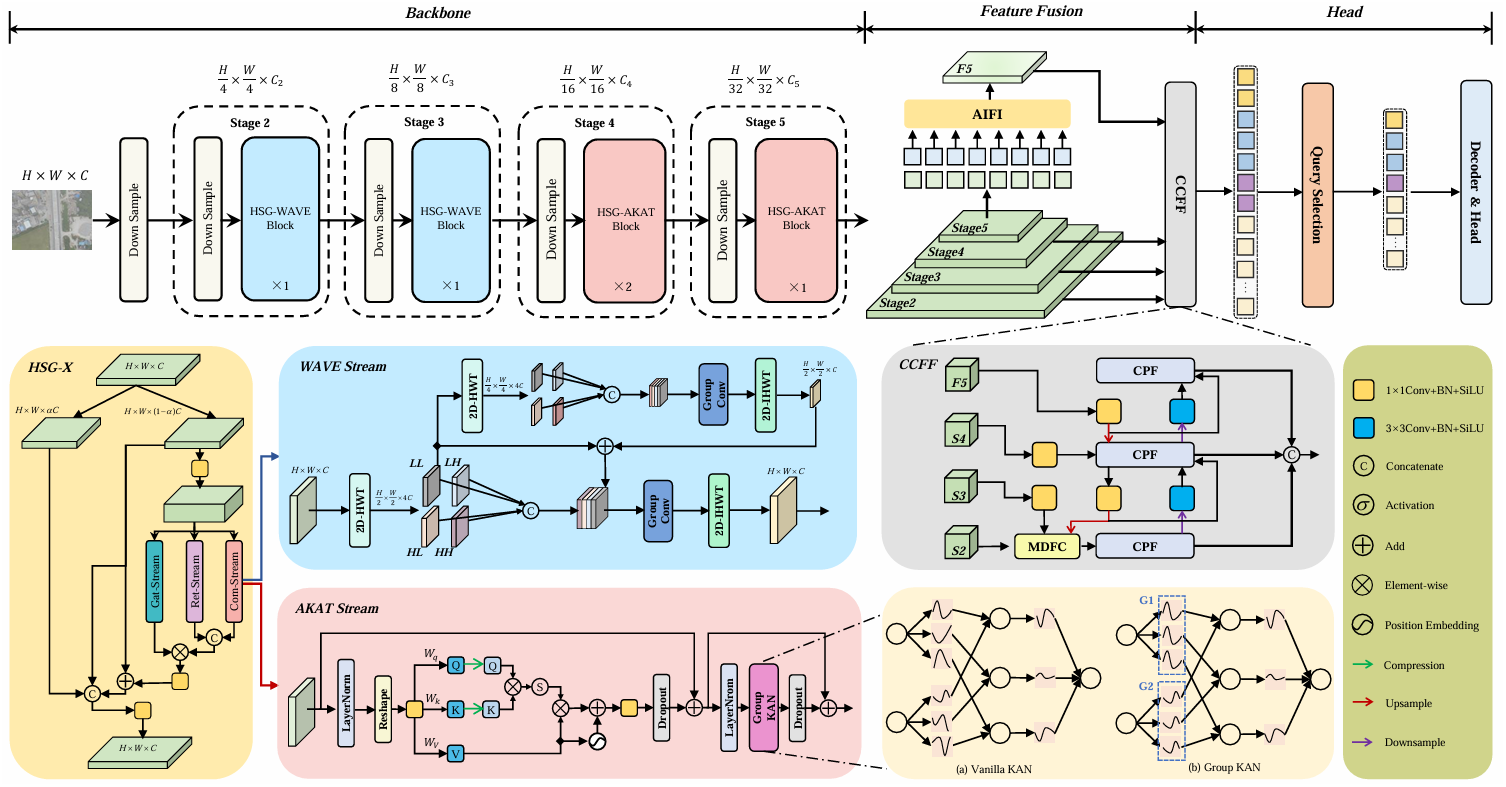 Backbone
Feature Fusion
Head
H/4 × W/4 × C₂
H/8 × W/8 × C₃
H/16 × W/16 × C₄
H/32 × W/32 × C₅
Stage 2
Stage 3
Stage 4
Stage 5
H × W × C
Down Sample
Down Sample
HSG-WAVE
Block
×1
Down Sample
HSG-WAVE
Block
×1
Down Sample
HSG-AKAT
Block
×2
Down Sample
HSG-AKAT
Block
×1
F5
AIFI
Stage5
Stage4
Stage3
Stage2
CCFF
Query Selection
Decoder & Head
HSG-X
H×W×C
H×W×αC
H×W×(1−α)C
Gat-Stream
Ret-Stream
Com-Stream
C
C
H×W×C
WAVE Stream
2D-IHWT
H/4 × W/4 × 4C
C
Group
Conv
2D-IHWT
H/2 × W/2 × C
H×W×C
2D-HWT
H/2 × W/2 × 4C
LL
LH
HL
HH
C
Group
Conv
2D-IHWT
H×W×C
AKAT Stream
LayerNorm
Reshape
Wq
Wk
WV
Q
Q
K
K
V
S
Dropout
LayerNrom
Group
KAN
Dropout
CCFF
F5
S4
S3
S2
CPF
CPF
CPF
MDFC
C
G1
G2
(a) Vanilla KAN
(b) Group KAN
1×1Conv+BN+SiLU
3×3Conv+BN+SiLU
C
Concatenate
σ
Activation
Add
Element-wise
Position Embedding
Compression
Upsample
Downsample